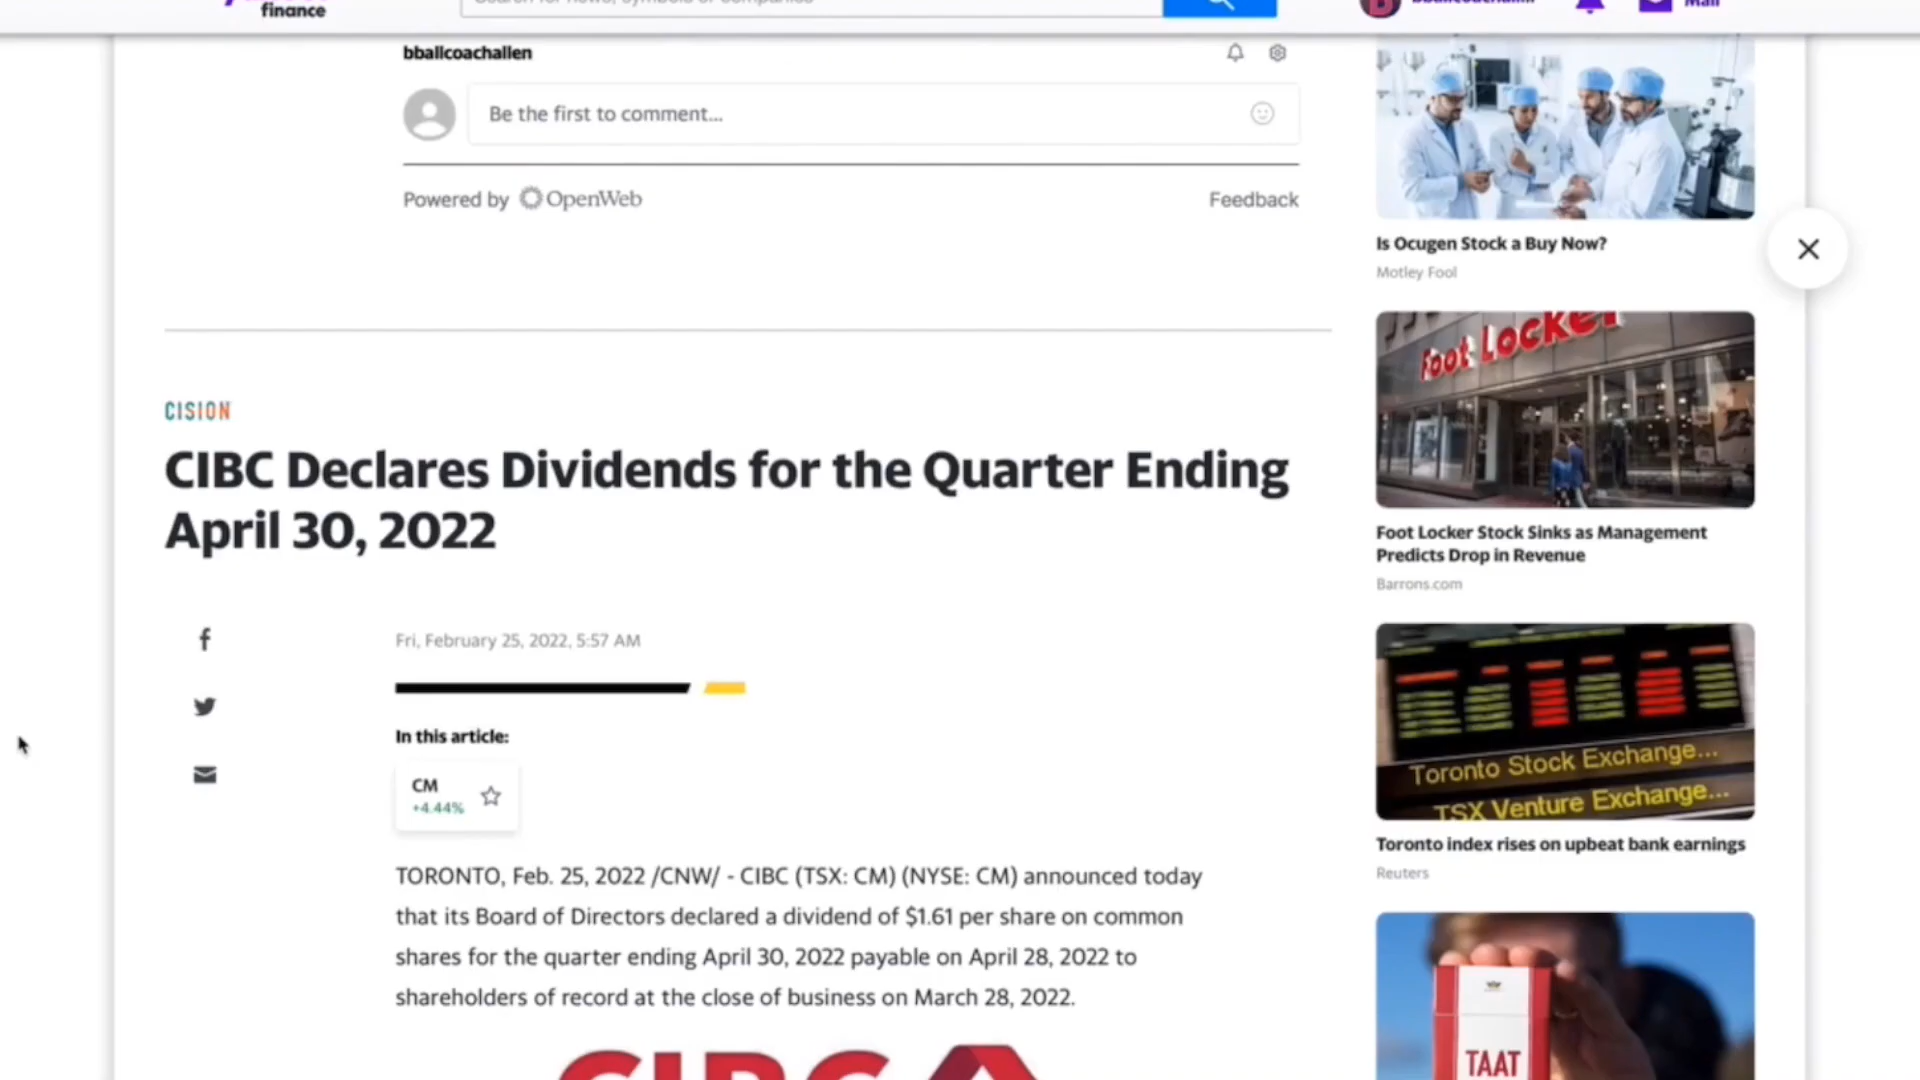 finance
Mail
bballcoachallen
Be the first to comment...
Powered by OpenWeb
Feedback
CISION
CIBC Declares Dividends for the Quarter Ending
April 30, 2022
Fri, February 25, 2022, 5:57 AM
In this article:
CM
+4.44%
TORONTO, Feb. 25, 2022 /CNW/ - CIBC (TSX: CM) (NYSE: CM) announced today
that its Board of Directors declared a dividend of $1.61 per share on common
shares for the quarter ending April 30, 2022 payable on April 28, 2022 to
shareholders of record at the close of business on March 28, 2022.
CIBC
Is Ocugen Stock a Buy Now?
Motley Fool
Foot Locker
Foot Locker Stock Sinks as Management
Predicts Drop in Revenue
Barrons.com
Toronto Stock Exchange...
TSX Venture Exchange...
Toronto index rises on upbeat bank earnings
Reuters
TAAT